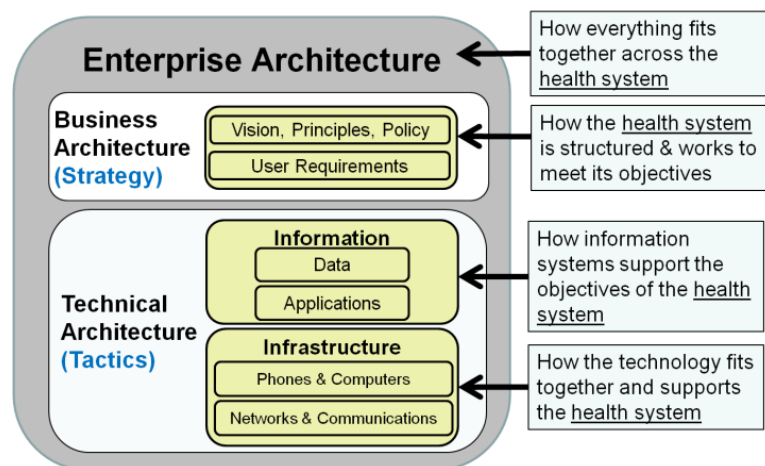 Enterprise Architecture
How everything fits
together across the
health system
Business
Architecture
(Strategy)
Vision, Principles, Policy
User Requirements
How the health system
is structured & works to
meet its objectives
Technical
Architecture
(Tactics)
Information
Data
Applications
How information
systems support the
objectives of the health
system
Infrastructure
Phones & Computers
Networks & Communications
How the technology fits
together and supports
the health system